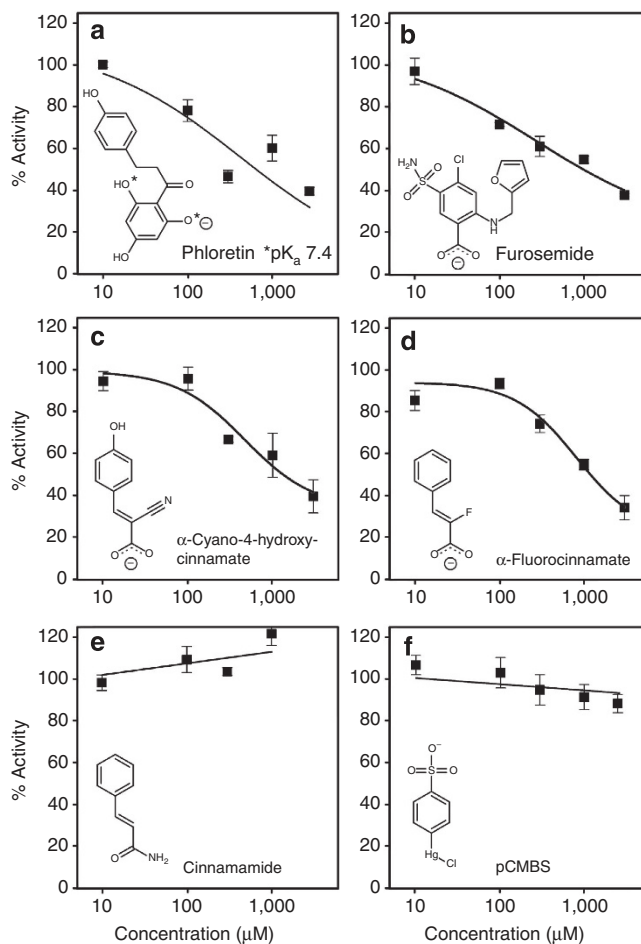 a
100
80
60
40
20
0
% Activity
HO
HO*
O
O*⊖
HO
Phloretin *pKa 7.4
10
100
1,000
b
100
80
60
40
20
0
H2N
O
S
O
Cl
O
N
H
O
O
⊖
Furosemide
10
100
1,000
c
100
80
60
40
20
0
% Activity
OH
N
O
O
⊖
α-Cyano-4-hydroxy-
cinnamate
10
100
1,000
d
100
80
60
40
20
0
F
O
O
⊖
α-Fluorocinnamate
10
100
1,000
e
120
100
80
60
40
20
0
% Activity
O
NH2
Cinnamamide
10
100
1,000
Concentration (μM)
f
120
100
80
60
40
20
0
O−
O
S
O
Hg
Cl
pCMBS
10
100
1,000
Concentration (μM)